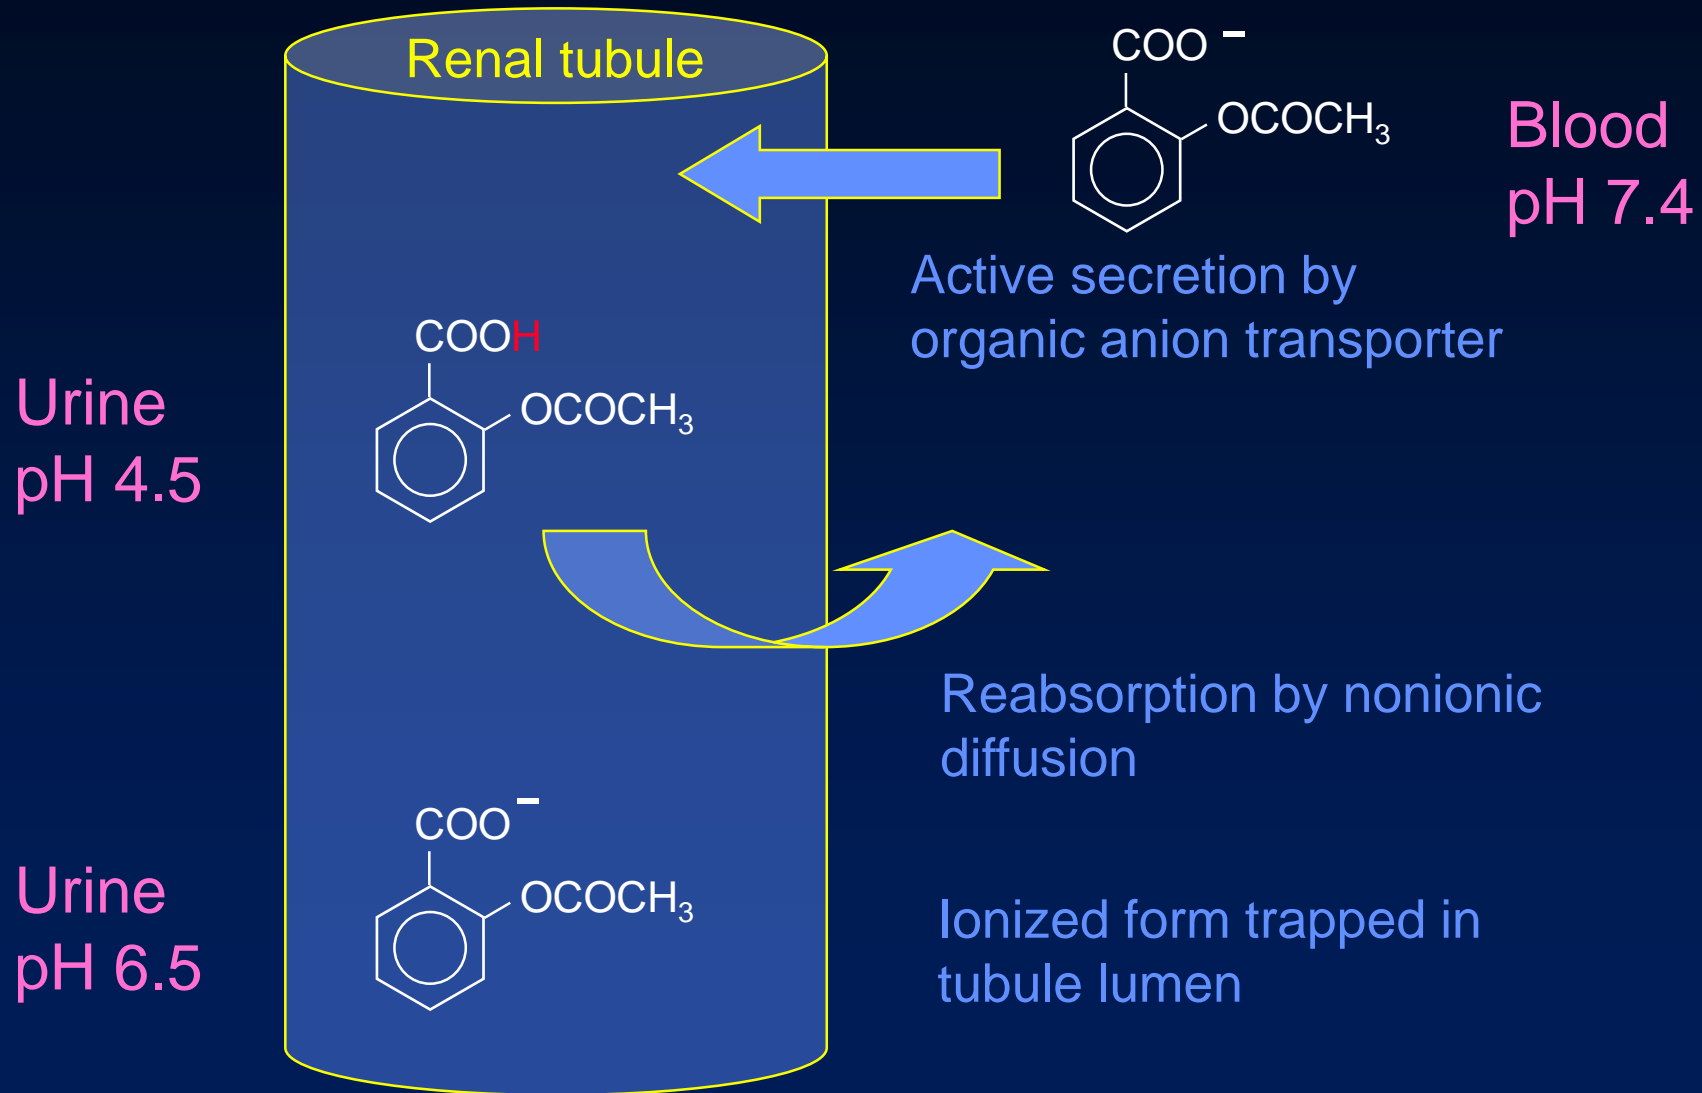 Renal tubule
COO⁻
OCOCH₃
Blood
pH 7.4
Active secretion by
organic anion transporter
COOH
OCOCH₃
Urine
pH 4.5
Reabsorption by nonionic
diffusion
COO⁻
OCOCH₃
Urine
pH 6.5
Ionized form trapped in
tubule lumen